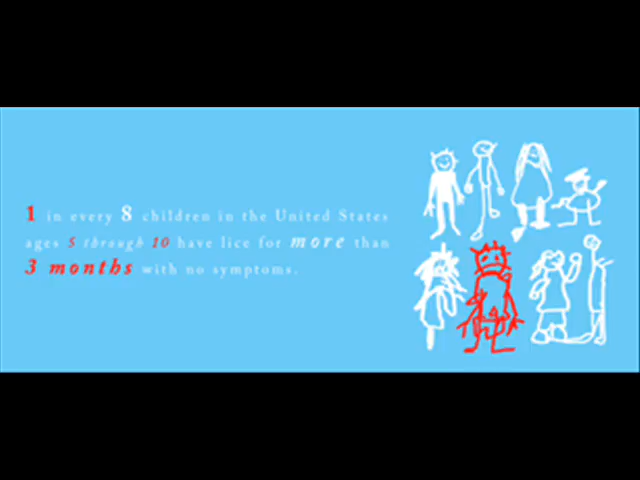 1 in every 8 children in the United States
ages 5 through 10 have lice for more than
3 months with no symptoms.